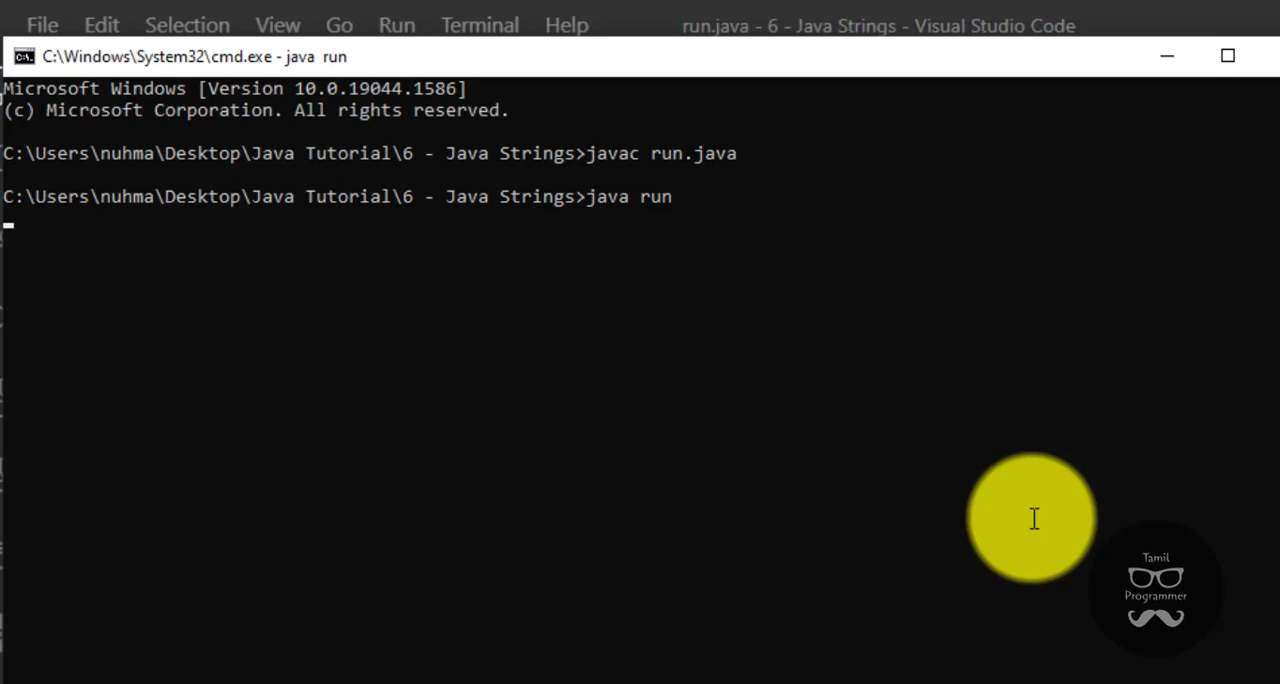 File Edit Selection View Go Run Terminal Help run.java - 6 - Java Strings - Visual Studio Code
C:\Windows\System32\cmd.exe - java run
Microsoft Windows [Version 10.0.19044.1586]
(c) Microsoft Corporation. All rights reserved.
C:\Users\nuhma\Desktop\Java Tutorial\6 - Java Strings>javac run.java
C:\Users\nuhma\Desktop\Java Tutorial\6 - Java Strings>java run
Tamil
Programmer